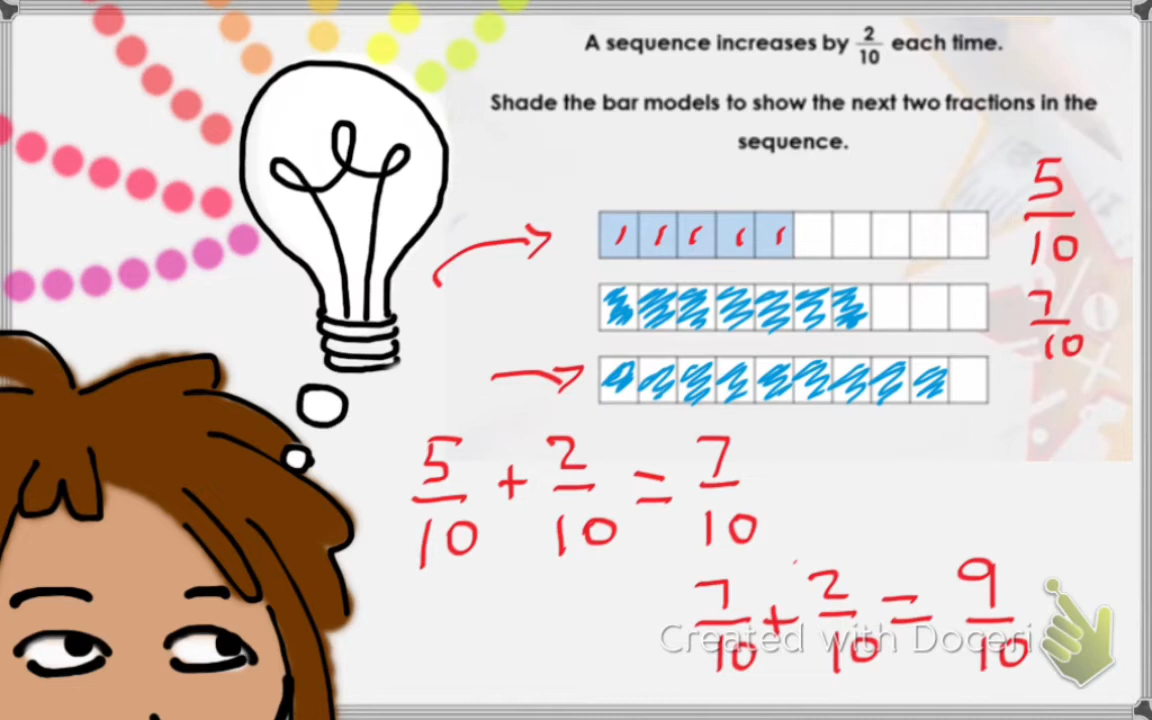 A sequence increases by 2/10 each time.
Shade the bar models to show the next two fractions in the
sequence.
5/10
7/10
5/10 + 2/10 = 7/10
7/10 + 2/10 = 9/10
Created with Doceri